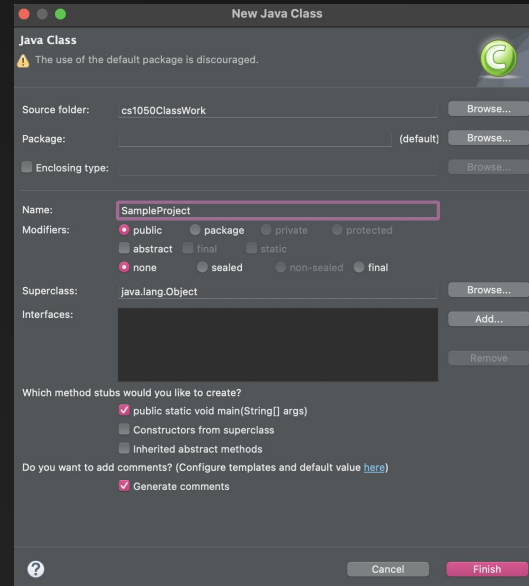 New Java Class
Java Class
The use of the default package is discouraged.
Source folder: cs1050ClassWork Browse...
Package: (default) Browse...
Enclosing type: Browse...
Name: SampleProject
Modifiers: public package private protected
abstract final static
none sealed non-sealed final
Superclass: java.lang.Object Browse...
Interfaces: Add...
Remove
Which method stubs would you like to create?
public static void main(String[] args)
Constructors from superclass
Inherited abstract methods
Do you want to add comments? (Configure templates and default value here)
Generate comments
? Cancel Finish